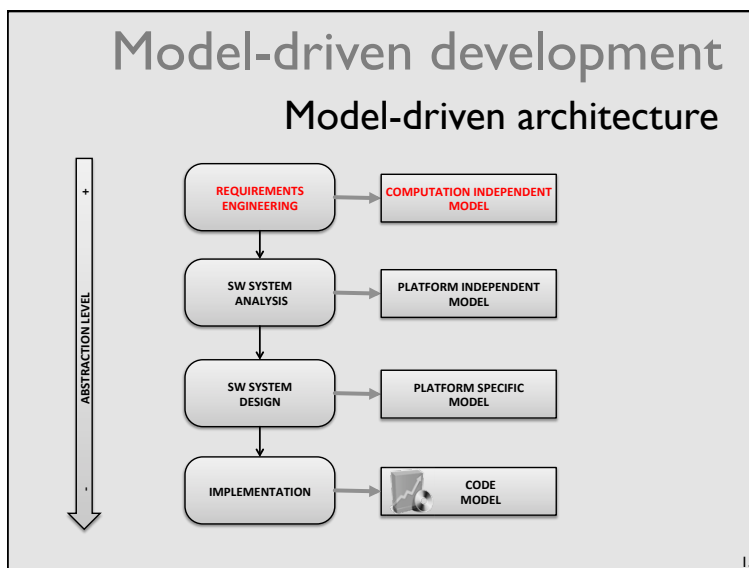 Model-driven development
Model-driven architecture
+
ABSTRACTION LEVEL
-
REQUIREMENTS
ENGINEERING
COMPUTATION INDEPENDENT
MODEL
SW SYSTEM
ANALYSIS
PLATFORM INDEPENDENT
MODEL
SW SYSTEM
DESIGN
PLATFORM SPECIFIC
MODEL
IMPLEMENTATION
CODE
MODEL